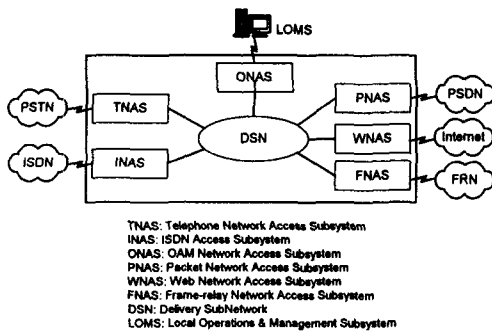 LOMS
ONAS
PSTN
TNAS
PNAS
PSDN
DSN
WNAS
Internet
ISDN
INAS
FNAS
FRN
TNAS: Telephone Network Access Subsystem
INAS: ISDN Access Subsystem
ONAS: OAM Network Access Subsystem
PNAS: Packet Network Access Subsystem
WNAS: Web Network Access Subsystem
FNAS: Frame-relay Network Access Subsystem
DSN: Delivery SubNetwork
LOMS: Local Operations & Management Subsystem